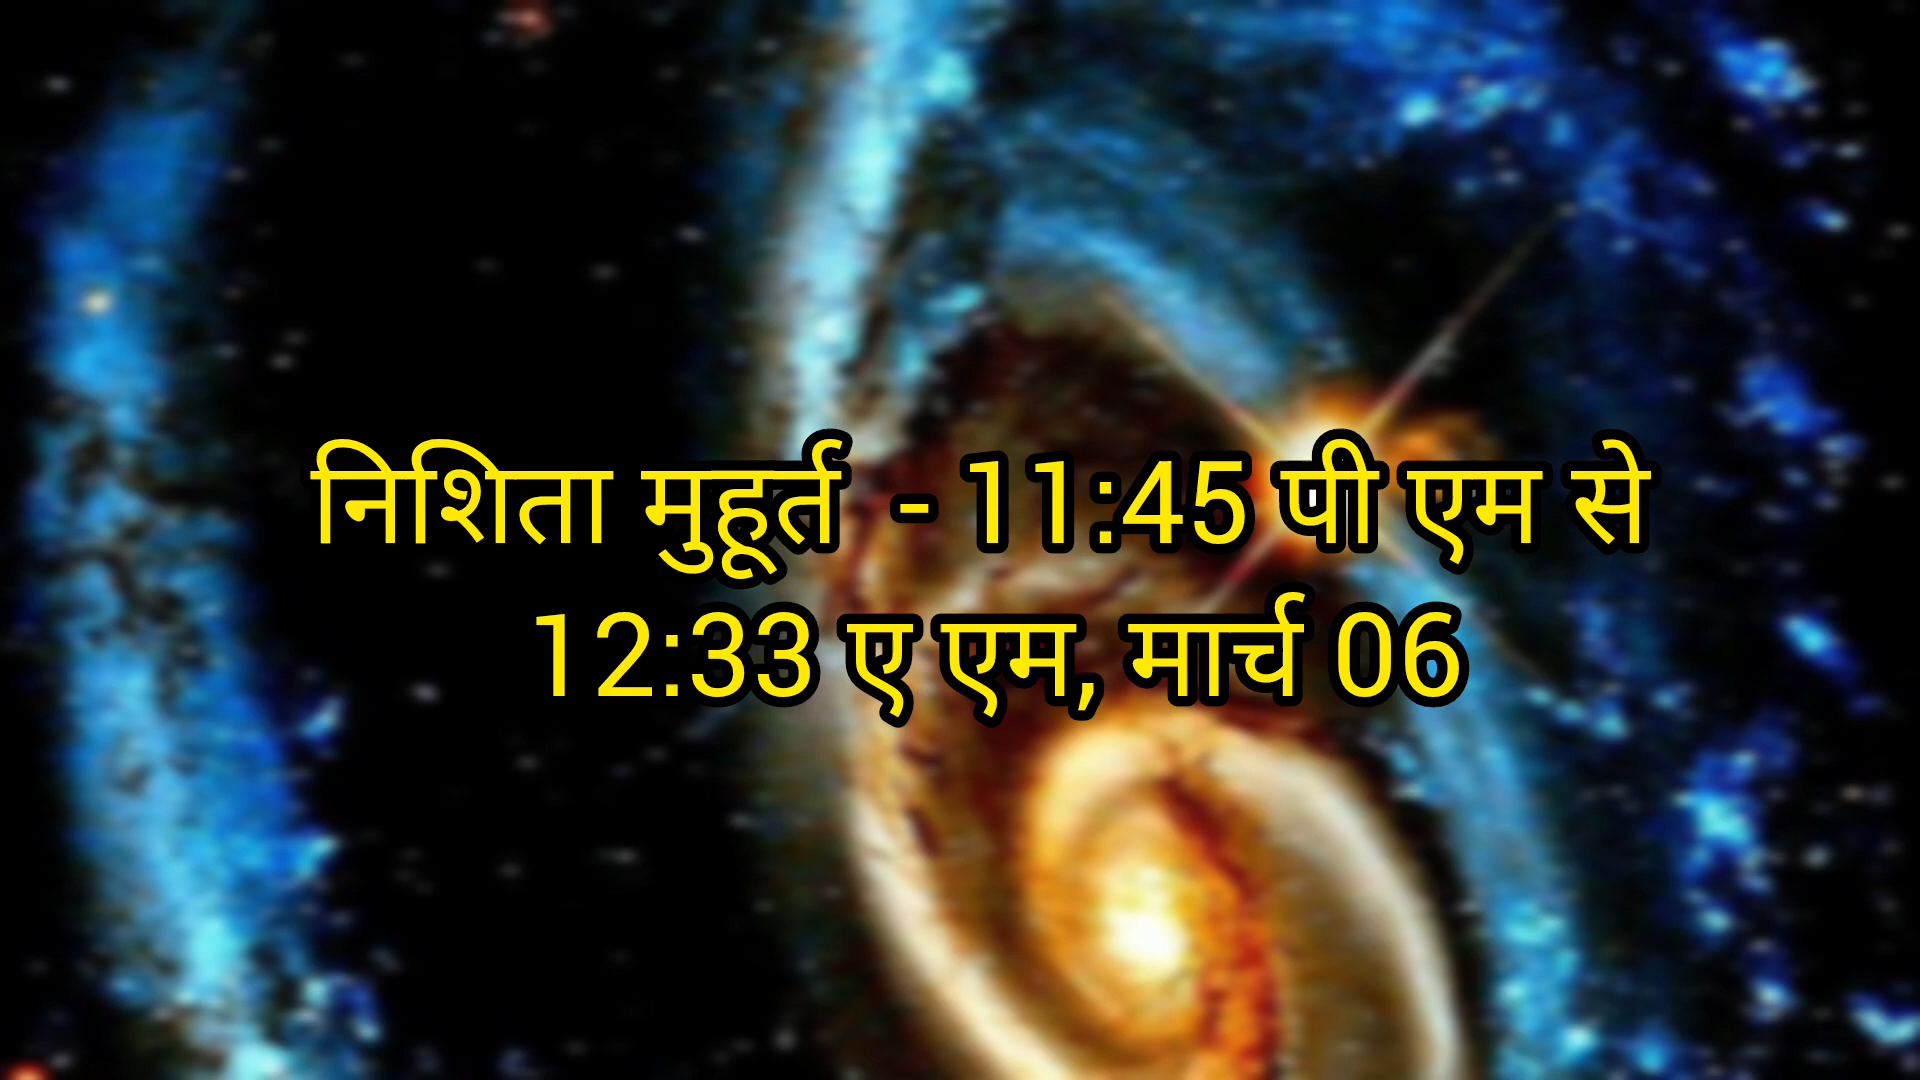 निशिता मुहूर्त - 11:45 पी एम से
12:33 ए एम, मार्च 06